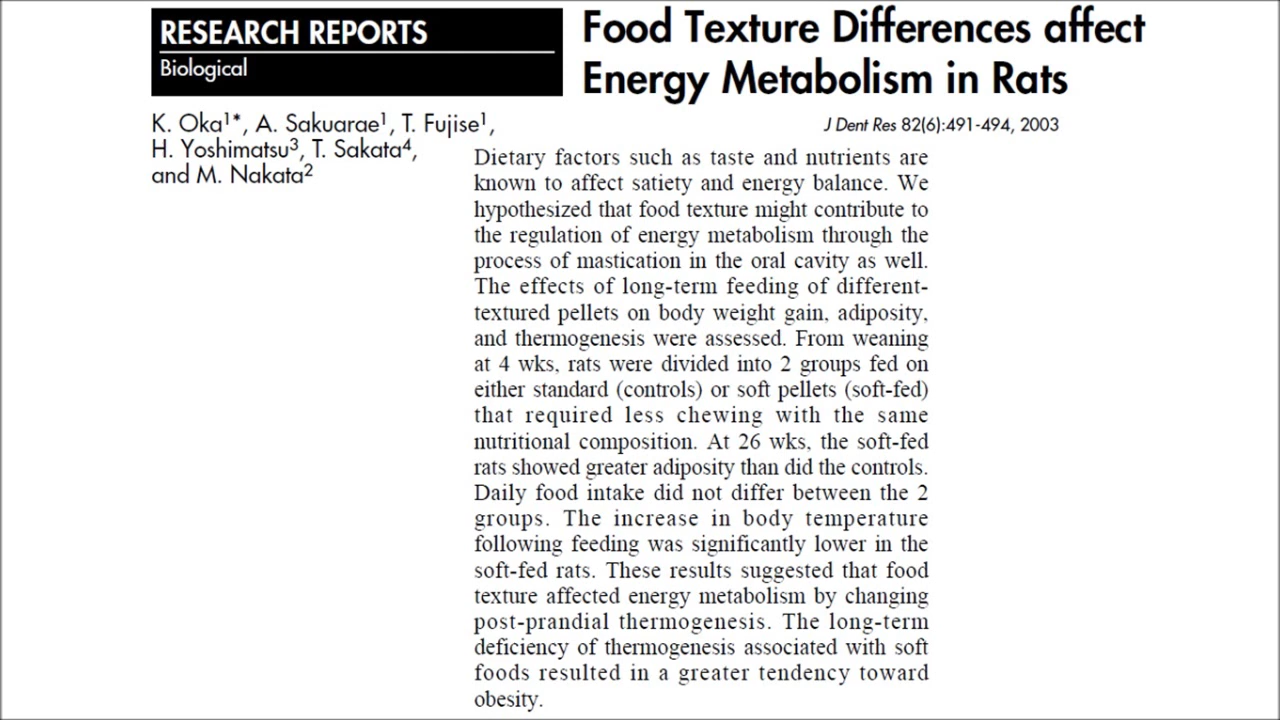 RESEARCH REPORTS
Biological
Food Texture Differences affect
Energy Metabolism in Rats
K. Oka¹*, A. Sakuarae¹, T. Fujise¹,
H. Yoshimatsu³, T. Sakata⁴,
and M. Nakata²
J Dent Res 82(6):491-494, 2003
Dietary factors such as taste and nutrients are
known to affect satiety and energy balance. We
hypothesized that food texture might contribute to
the regulation of energy metabolism through the
process of mastication in the oral cavity as well.
The effects of long-term feeding of different-
textured pellets on body weight gain, adiposity,
and thermogenesis were assessed. From weaning
at 4 wks, rats were divided into 2 groups fed on
either standard (controls) or soft pellets (soft-fed)
that required less chewing with the same
nutritional composition. At 26 wks, the soft-fed
rats showed greater adiposity than did the controls.
Daily food intake did not differ between the 2
groups. The increase in body temperature
following feeding was significantly lower in the
soft-fed rats. These results suggested that food
texture affected energy metabolism by changing
post-prandial thermogenesis. The long-term
deficiency of thermogenesis associated with soft
foods resulted in a greater tendency toward
obesity.